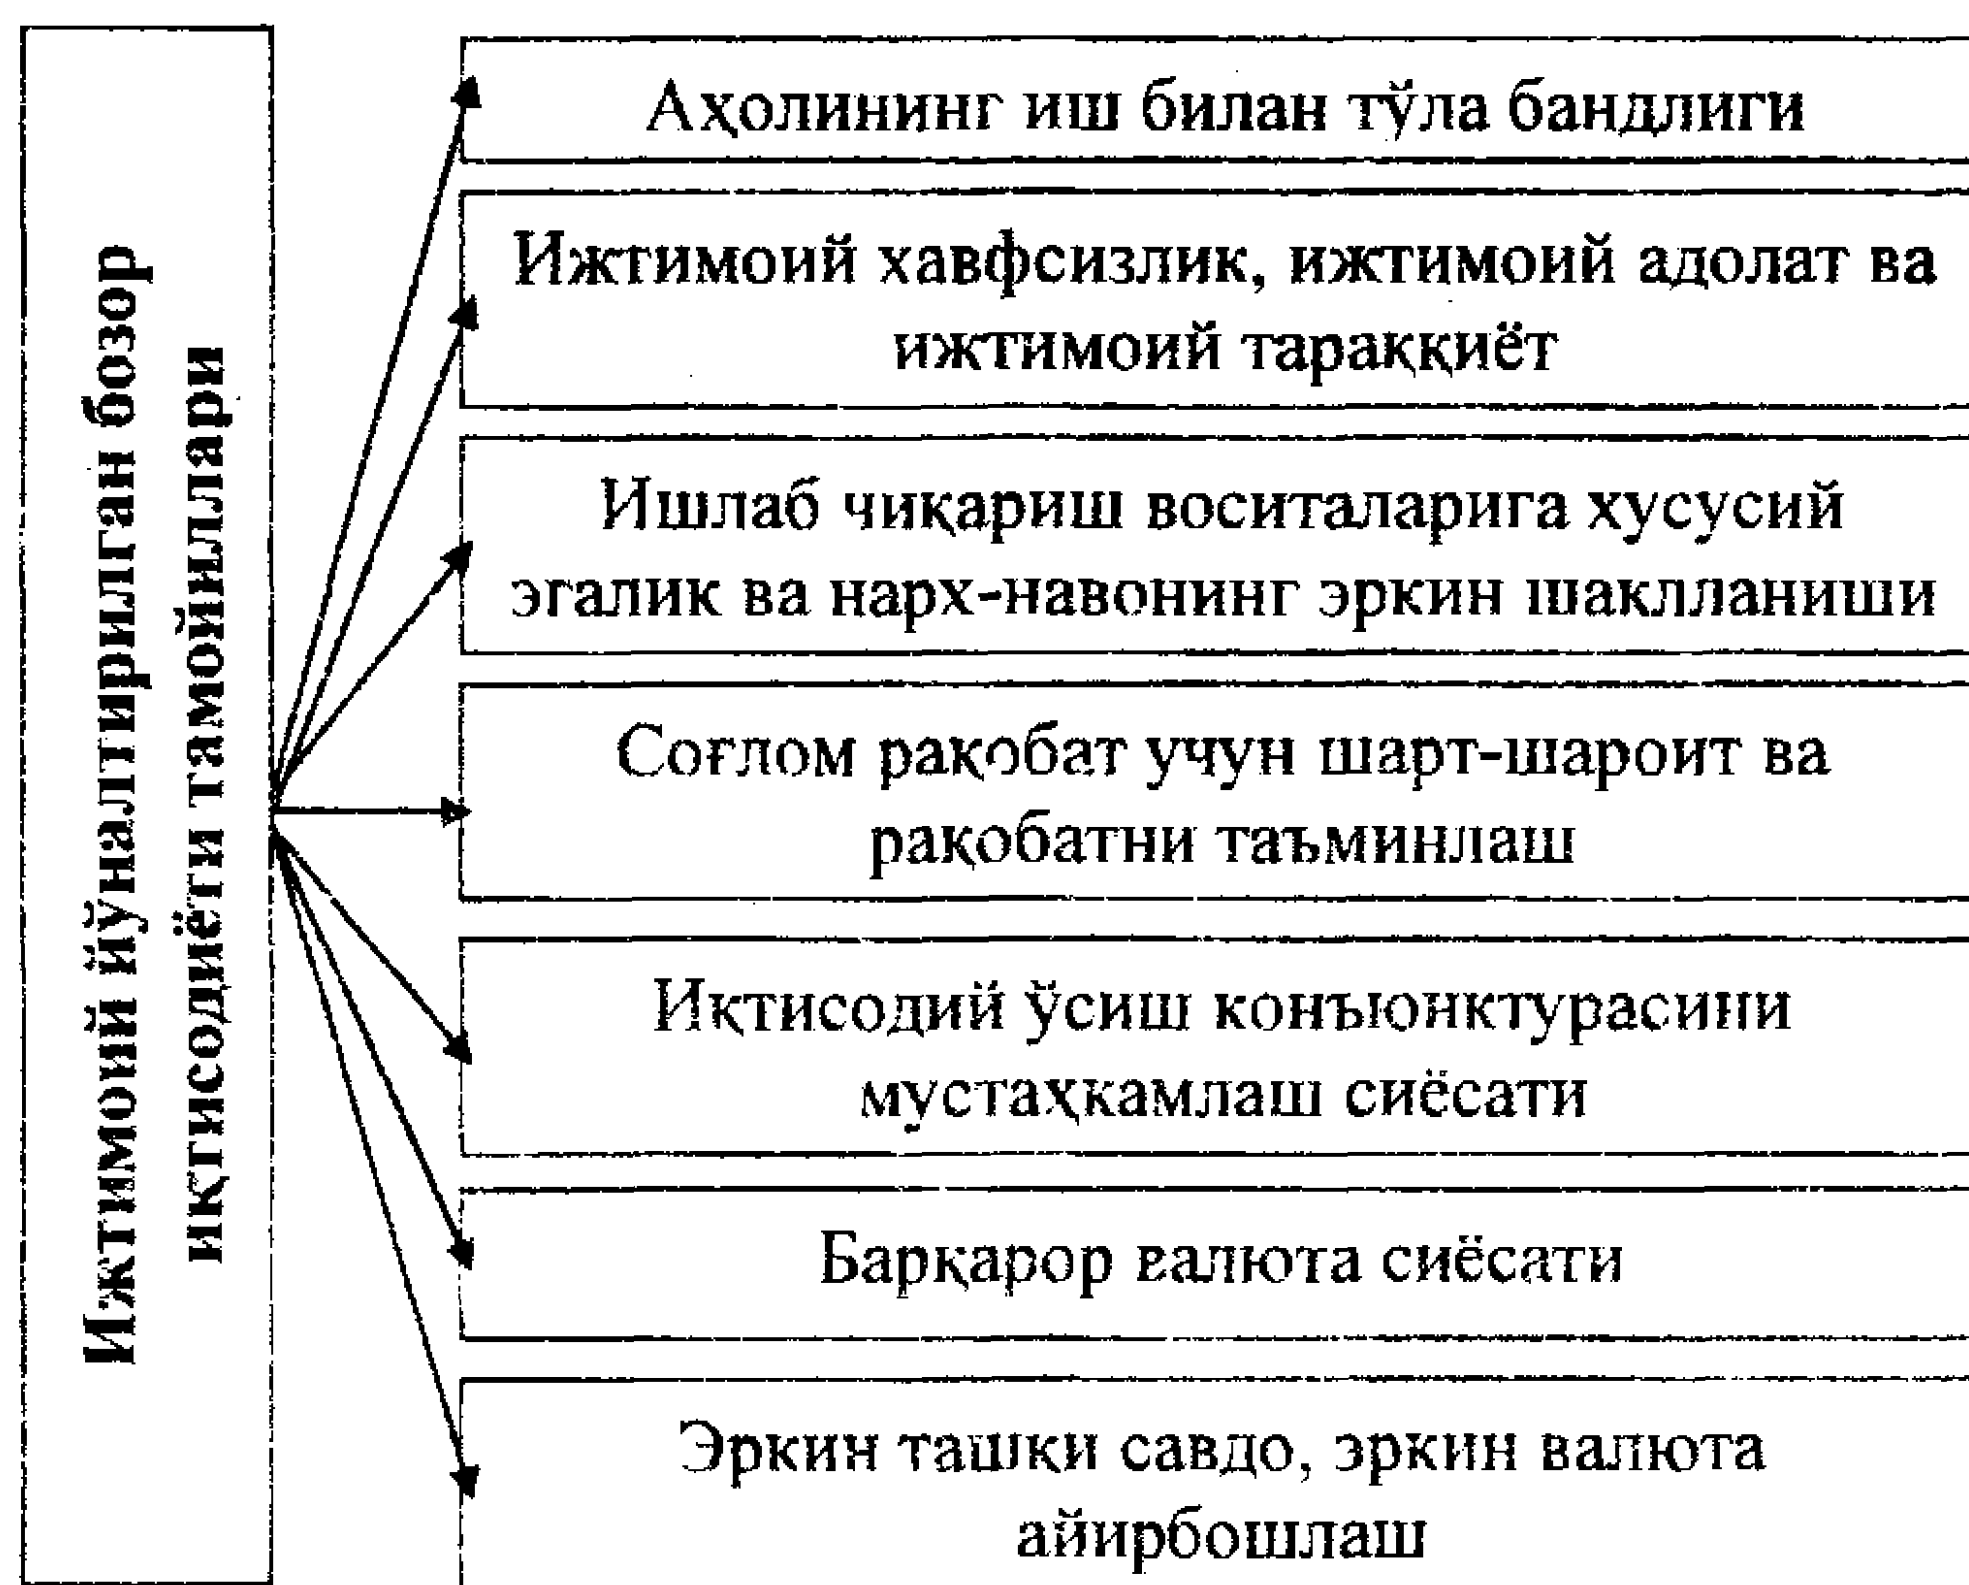 Ижтимоий йўналтирилган бозор
иқтисодиёти тамойиллари
Аҳолининг иш билан тўла бандлиги
Ижтимоий хавфсизлик, ижтимоий адолат ва
ижтимоий тараққиёт
Ишлаб чиқариш воситаларига хусусий
эгалик ва нарх-навонинг эркин шаклланиши
Соғлом рақобат учун шарт-шароит ва
рақобатни таъминлаш
Иқтисодий ўсиш конъюнктурасини
мустаҳкамлаш сиёсати
Барқарор валюта сиёсати
Эркин ташқи савдо, эркин валюта
айирбошлаш